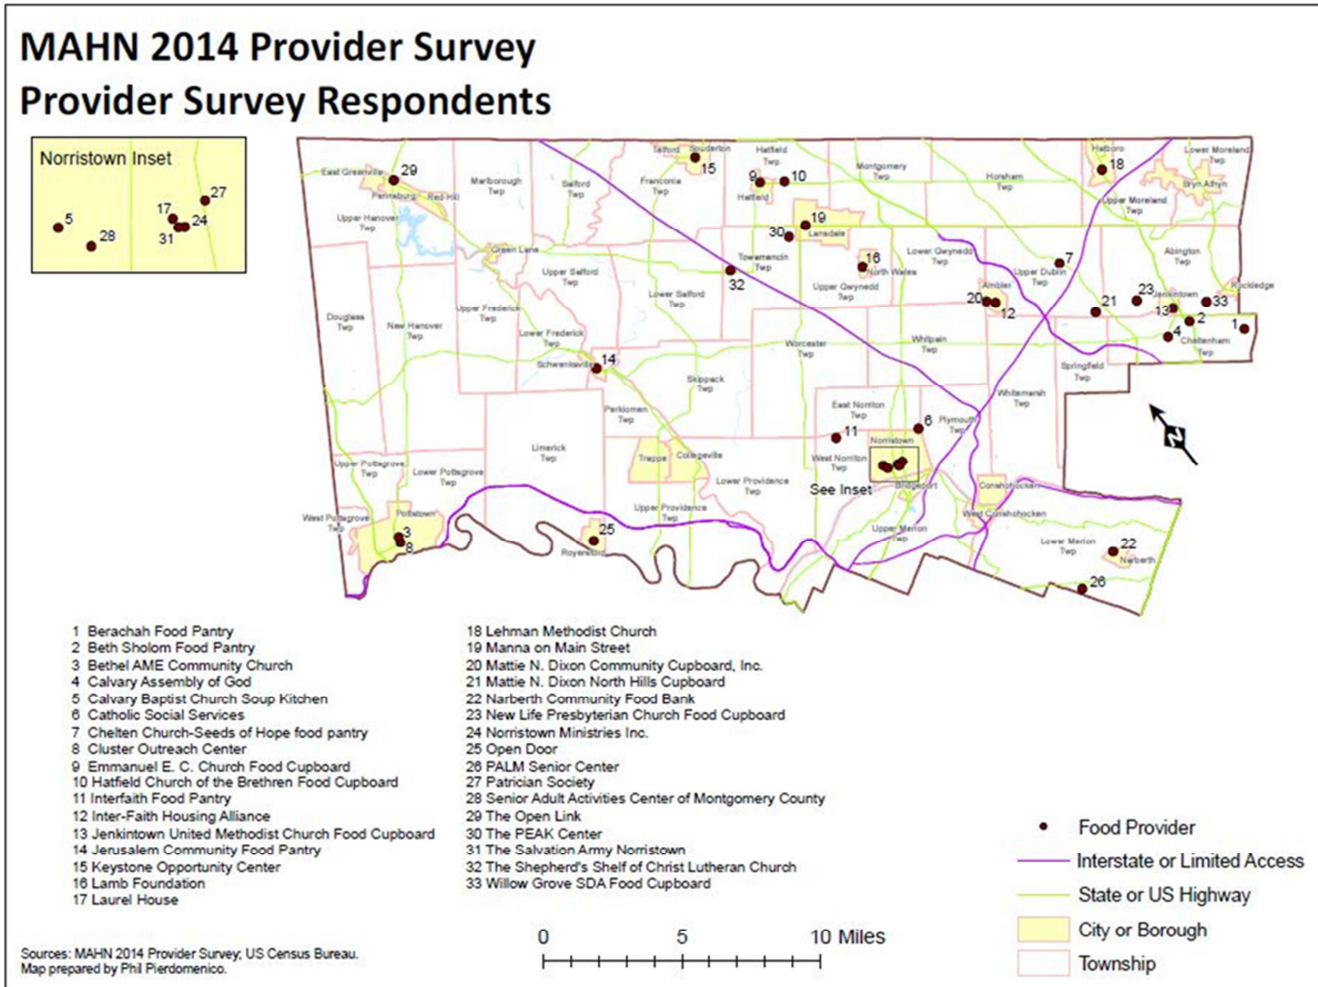 MAHN 2014 Provider Survey
Provider Survey Respondents
Norristown Inset
5
28
17
31
24
27
East Greenville
29
Pennsburg
Red Hill
Upper Hanover
Twp
Marlborough
Twp
Salford
Twp
Telford
Souderton
15
Franconia
Twp
Hatfield
Twp
9
10
Hatfield
Montgomery
Twp
Horsham
Twp
Hatboro
18
Lower Moreland
Twp
Bryn Athyn
Upper Moreland
Twp
19
Lansdale
30
Green Lane
Upper Salford
Twp
Lower Salford
Twp
32
Towamencin
Twp
16
North Wales
Upper Gwynedd
Twp
Lower Gwynedd
Twp
Upper Dublin
Twp
7
Abington
Twp
Ambler
20
12
21
23
Jenkintown
13
33
Rockledge
2
4
1
Cheltenham
Twp
Douglass
Twp
New Hanover
Twp
Upper Frederick
Twp
Lower Frederick
Twp
Schwenksville
14
Worcester
Twp
Whitpain
Twp
Springfield
Twp
Whitemarsh
Twp
Skippack
Twp
Perkiomen
Twp
East Norriton
Twp
6
Plymouth
Twp
11
Norristown
West Norriton
Twp
See Inset
Bridgeport
Conshohocken
West Conshohocken
Limerick
Twp
Trappe
Collegeville
Lower Providence
Twp
Upper Providence
Twp
Upper Pottsgrove
Twp
Lower Pottsgrove
Twp
West Pottsgrove
Twp
Pottstown
3
8
25
Royersford
Upper Merion
Twp
Lower Merion
Twp
22
Narberth
26
N
1 Berachah Food Pantry
2 Beth Sholom Food Pantry
3 Bethel AME Community Church
4 Calvary Assembly of God
5 Calvary Baptist Church Soup Kitchen
6 Catholic Social Services
7 Chelten Church-Seeds of Hope food pantry
8 Cluster Outreach Center
9 Emmanuel E. C. Church Food Cupboard
10 Hatfield Church of the Brethren Food Cupboard
11 Interfaith Food Pantry
12 Inter-Faith Housing Alliance
13 Jenkintown United Methodist Church Food Cupboard
14 Jerusalem Community Food Pantry
15 Keystone Opportunity Center
16 Lamb Foundation
17 Laurel House
18 Lehman Methodist Church
19 Manna on Main Street
20 Mattie N. Dixon Community Cupboard, Inc.
21 Mattie N. Dixon North Hills Cupboard
22 Narberth Community Food Bank
23 New Life Presbyterian Church Food Cupboard
24 Norristown Ministries Inc.
25 Open Door
26 PALM Senior Center
27 Patrician Society
28 Senior Adult Activities Center of Montgomery County
29 The Open Link
30 The PEAK Center
31 The Salvation Army Norristown
32 The Shepherd's Shelf of Christ Lutheran Church
33 Willow Grove SDA Food Cupboard
Food Provider
Interstate or Limited Access
State or US Highway
City or Borough
Township
0 5 10 Miles
Sources: MAHN 2014 Provider Survey; US Census Bureau.
Map prepared by Phil Pierdomenico.